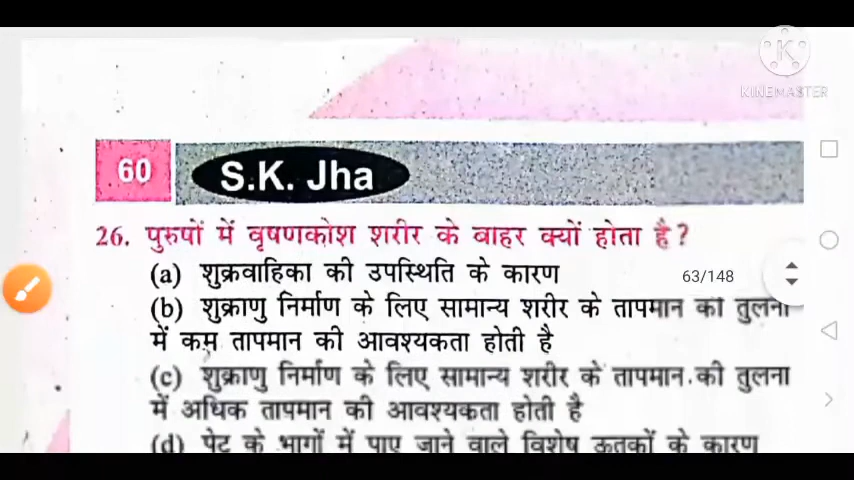 KINEMASTER
60 S.K. Jha
26. पुरुषों में वृषणकोश शरीर के बाहर क्यों होता है?
(a) शुक्रवाहिका की उपस्थिति के कारण
63/148
(b) शुक्राणु निर्माण के लिए सामान्य शरीर के तापमान की तुलना
में कम तापमान की आवश्यकता होती है
(c) शुक्राणु निर्माण के लिए सामान्य शरीर के तापमान की तुलना
में अधिक तापमान की आवश्यकता होती है
(d) पेट के भागों में पाए जाने वाले विशेष ऊतकों के कारण